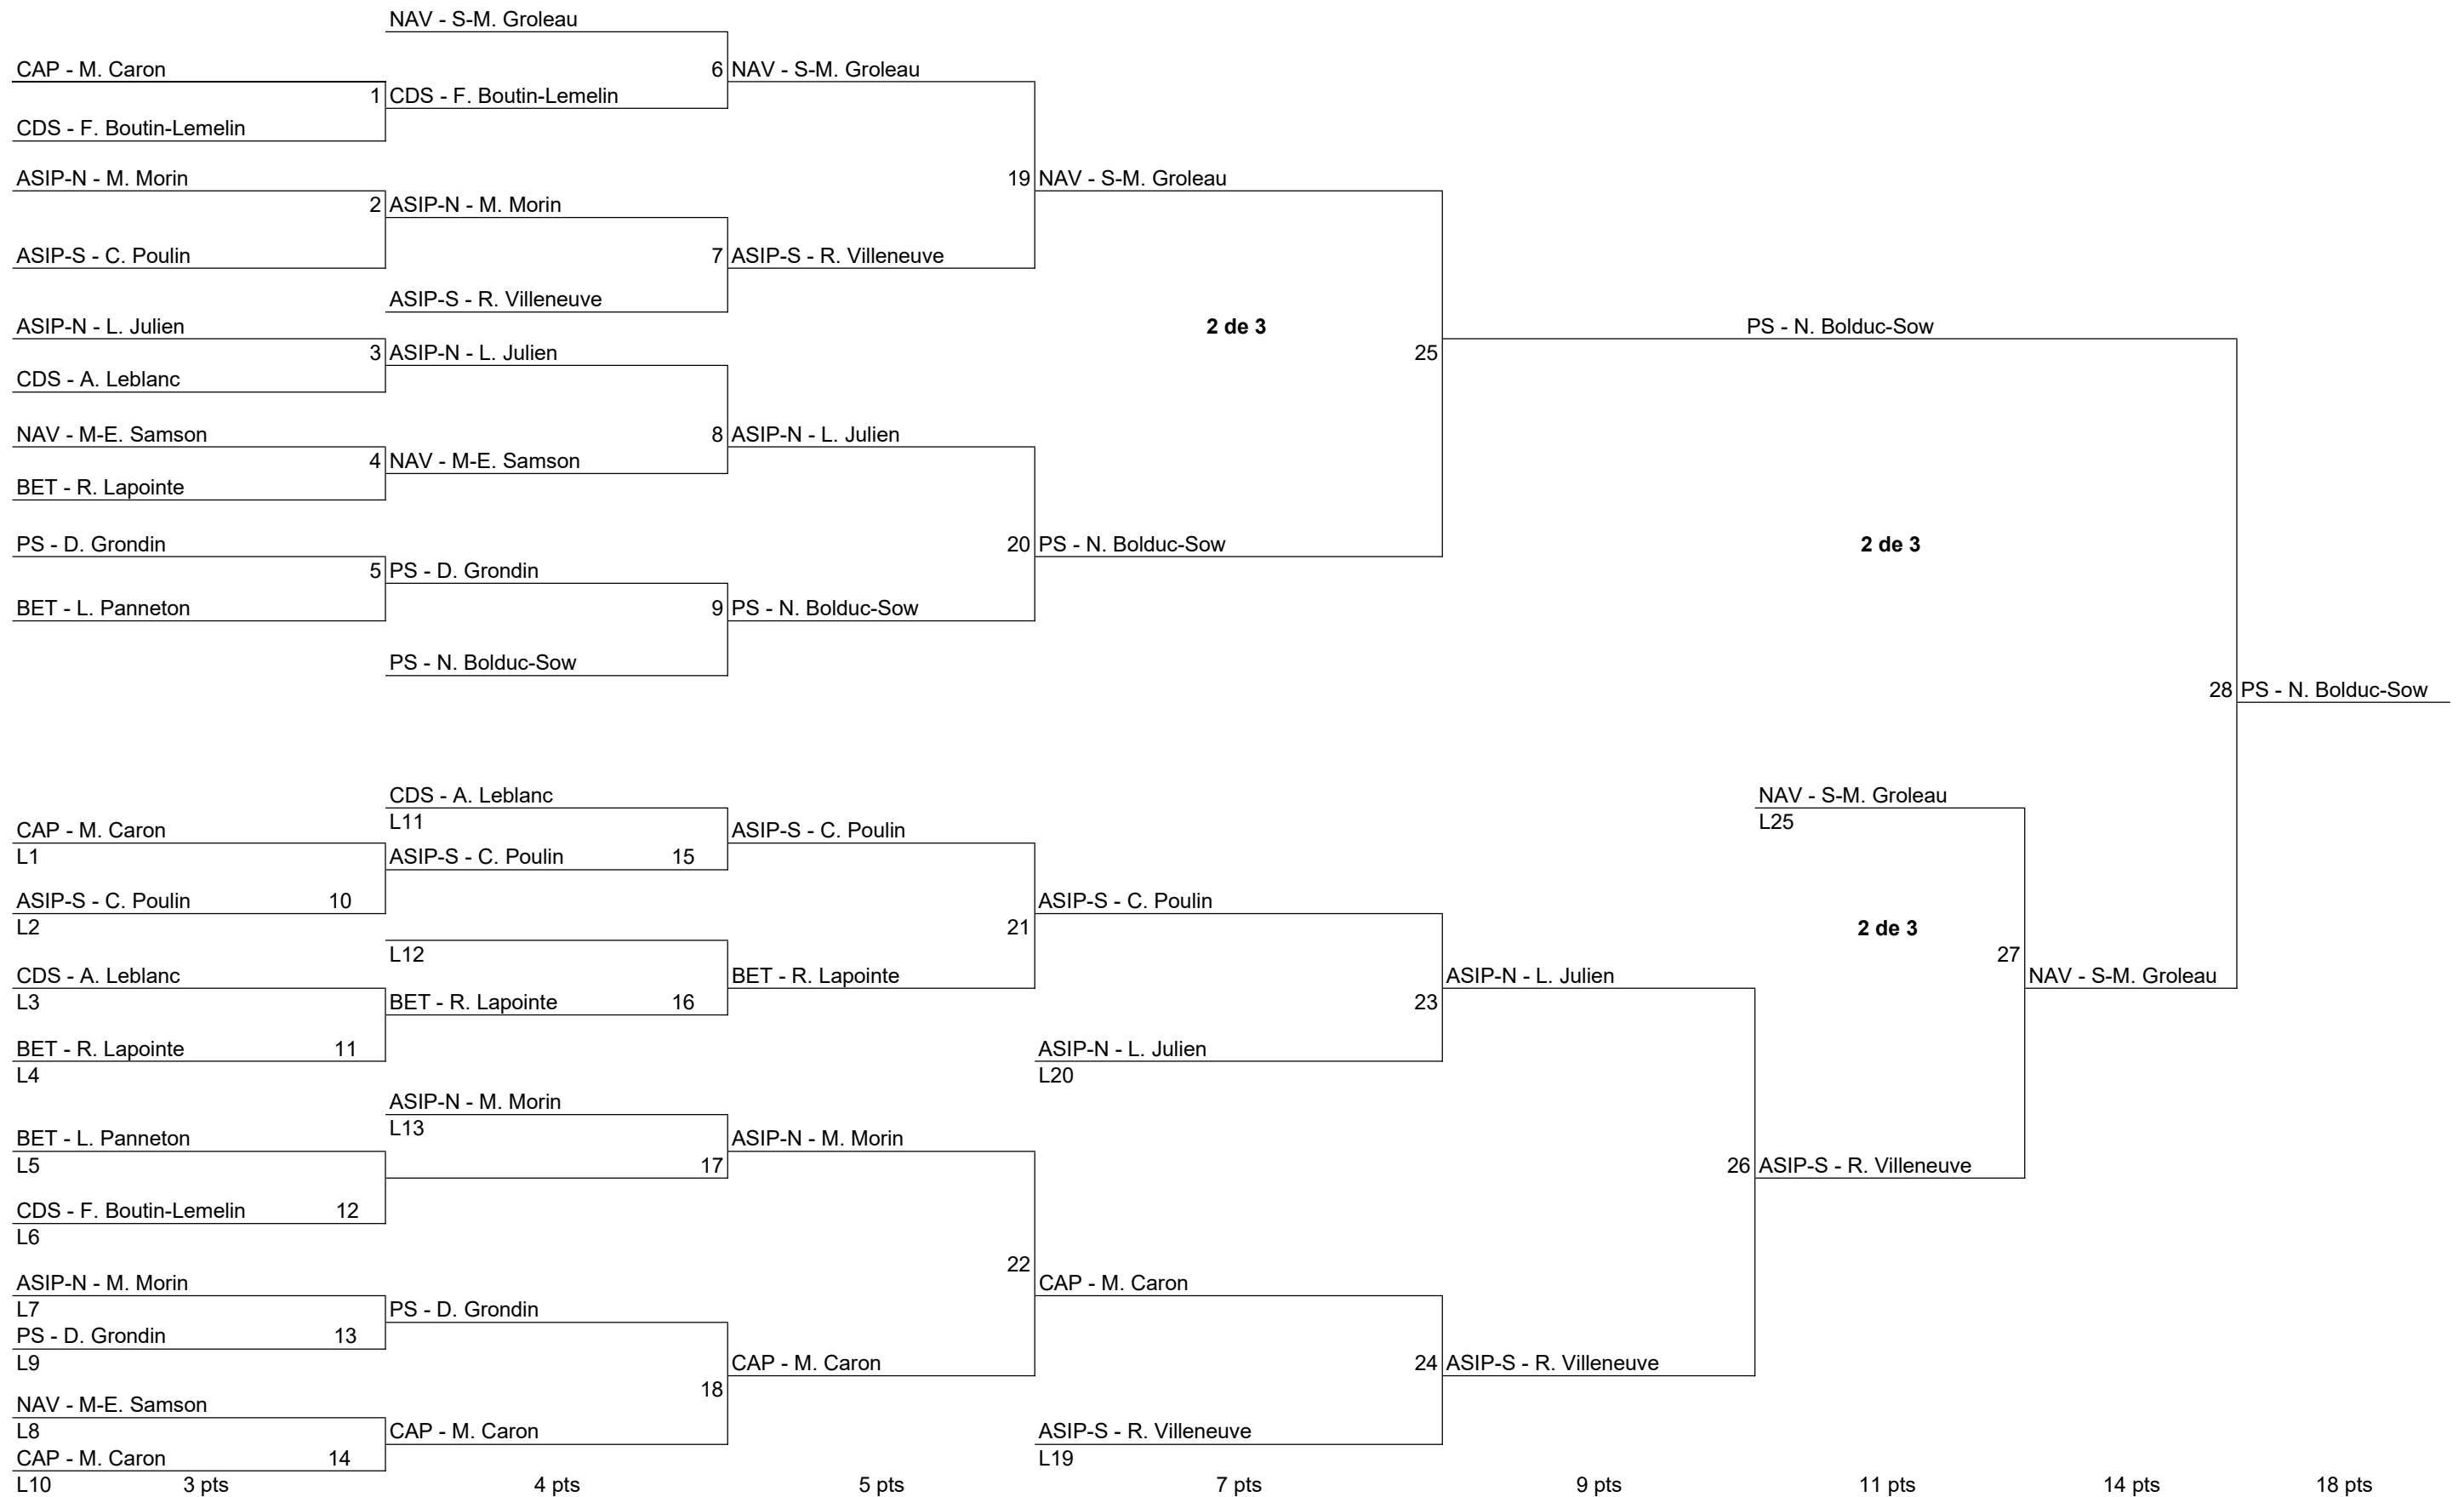 NAV - S-M. Groleau
CAP - M. Caron
6 NAV - S-M. Groleau
1 CDS - F. Boutin-Lemelin
CDS - F. Boutin-Lemelin
ASIP-N - M. Morin
19 NAV - S-M. Groleau
2 ASIP-N - M. Morin
ASIP-S - C. Poulin
7 ASIP-S - R. Villeneuve
ASIP-S - R. Villeneuve
ASIP-N - L. Julien
2 de 3
PS - N. Bolduc-Sow
3 ASIP-N - L. Julien
25
CDS - A. Leblanc
NAV - M-E. Samson
8 ASIP-N - L. Julien
4 NAV - M-E. Samson
BET - R. Lapointe
PS - D. Grondin
20 PS - N. Bolduc-Sow
2 de 3
5 PS - D. Grondin
BET - L. Panneton
9 PS - N. Bolduc-Sow
PS - N. Bolduc-Sow
28 PS - N. Bolduc-Sow
CDS - A. Leblanc
NAV - S-M. Groleau
L11
L25
CAP - M. Caron
ASIP-S - C. Poulin
L1
ASIP-S - C. Poulin 15
ASIP-S - C. Poulin 10
ASIP-S - C. Poulin
L2
21
2 de 3
L12
27
CDS - A. Leblanc
BET - R. Lapointe
ASIP-N - L. Julien
NAV - S-M. Groleau
L3
BET - R. Lapointe 16
23
BET - R. Lapointe 11
ASIP-N - L. Julien
L4
L20
ASIP-N - M. Morin
L13
BET - L. Panneton
ASIP-N - M. Morin
L5
17
26 ASIP-S - R. Villeneuve
CDS - F. Boutin-Lemelin 12
L6
22
ASIP-N - M. Morin
CAP - M. Caron
L7
PS - D. Grondin
PS - D. Grondin 13
L9
CAP - M. Caron
24 ASIP-S - R. Villeneuve
18
NAV - M-E. Samson
L8
CAP - M. Caron
ASIP-S - R. Villeneuve
CAP - M. Caron 14
L19
L10 3 pts 4 pts 5 pts 7 pts 9 pts 11 pts 14 pts 18 pts